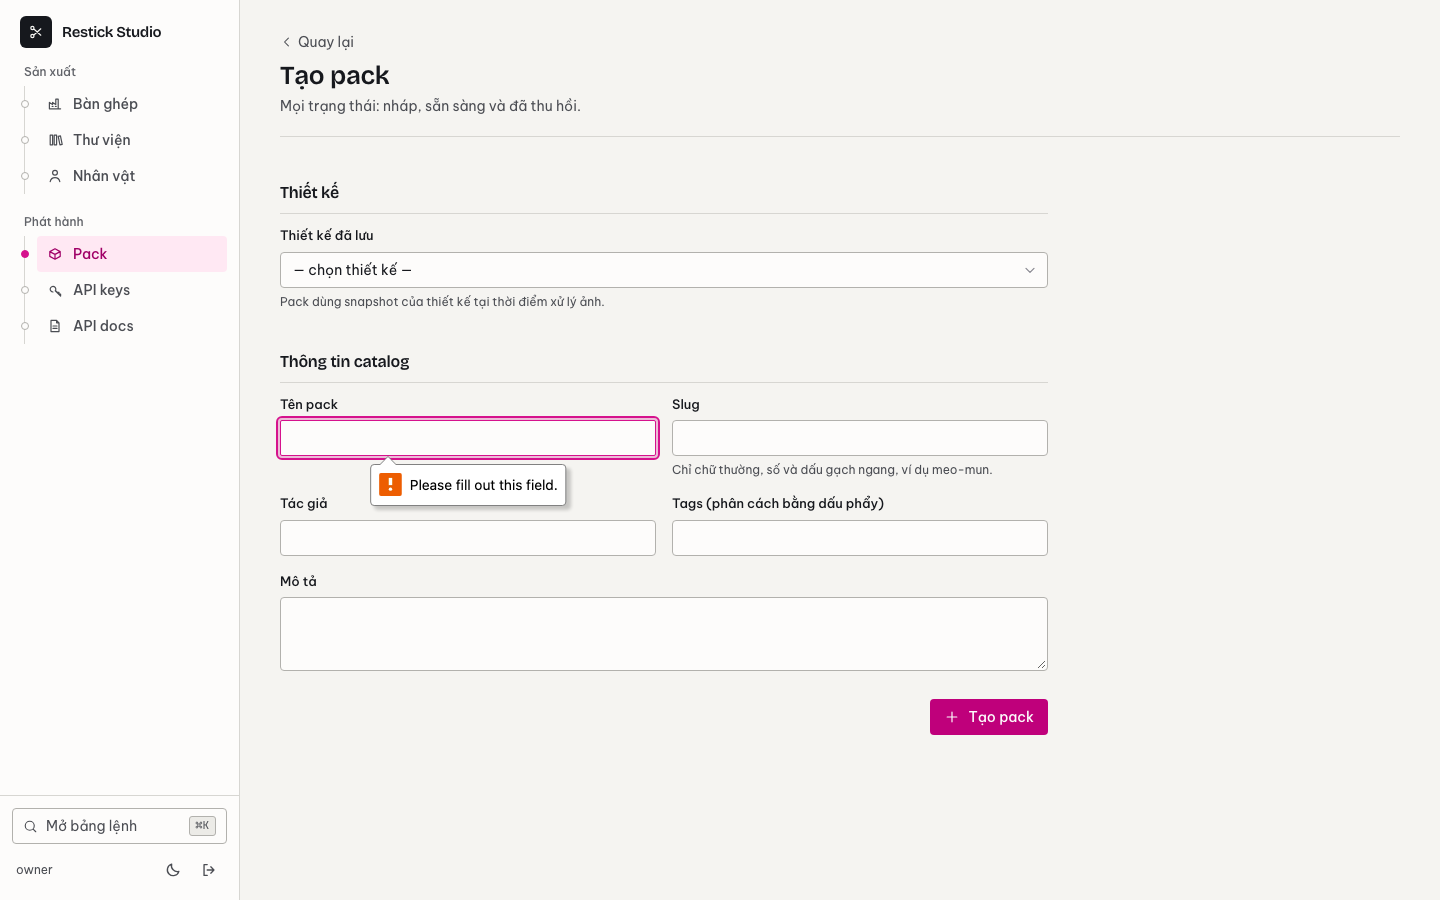 Restick Studio
Sản xuất
Bàn ghép
Thư viện
Nhân vật
Phát hành
Pack
API keys
API docs
Mở bảng lệnh
⌘K
owner
Quay lại
Tạo pack
Mọi trạng thái: nháp, sẵn sàng và đã thu hồi.
Thiết kế
Thiết kế đã lưu
— chọn thiết kế —
Pack dùng snapshot của thiết kế tại thời điểm xử lý ảnh.
Thông tin catalog
Tên pack
Slug
Please fill out this field.
Chỉ chữ thường, số và dấu gạch ngang, ví dụ meo-mun.
Tác giả
Tags (phân cách bằng dấu phẩy)
Mô tả
Tạo pack